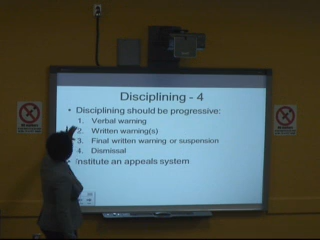 Disciplining - 4
• Disciplining should be progressive:
1. Verbal warning
2. Written warning(s)
3. Final written warning or suspension
4. Dismissal
• Institute an appeals system